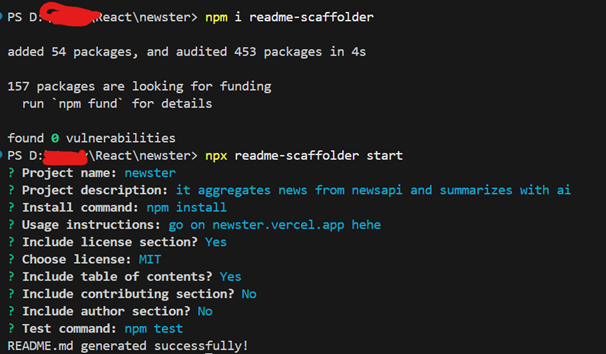 PS D:\React\newster> npm i readme-scaffolder
added 54 packages, and audited 453 packages in 4s
157 packages are looking for funding
run `npm fund` for details
found 0 vulnerabilities
PS D:\React\newster> npx readme-scaffolder start
? Project name: newster
? Project description: it aggregates news from newsapi and summarizes with ai
? Install command: npm install
? Usage instructions: go on newster.vercel.app hehe
? Include license section? Yes
? Choose license: MIT
? Include table of contents? Yes
? Include contributing section? No
? Include author section? No
? Test command: npm test
README.md generated successfully!